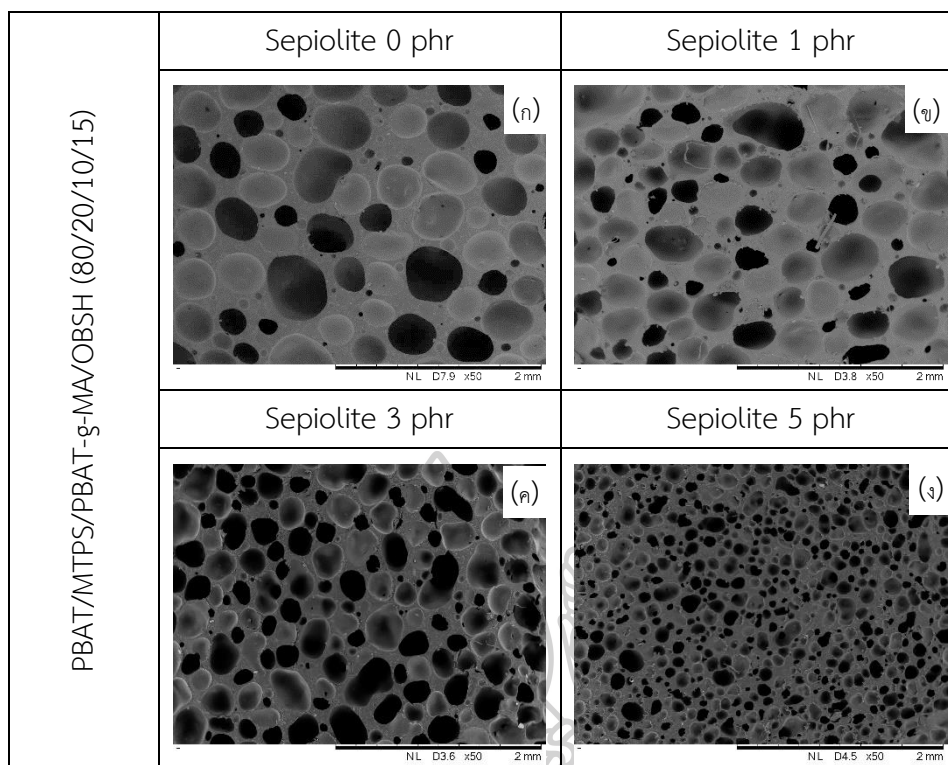 PBAT/MTPS/PBAT-g-MA/OBSH (80/20/10/15)
Sepiolite 0 phr
Sepiolite 1 phr
(ก)
(ข)
NL D7.9 x50 2 mm
NL D3.8 x50 2 mm
Sepiolite 3 phr
Sepiolite 5 phr
(ค)
(ง)
NL D3.6 x50 2 mm
NL D4.5 x50 2 mm